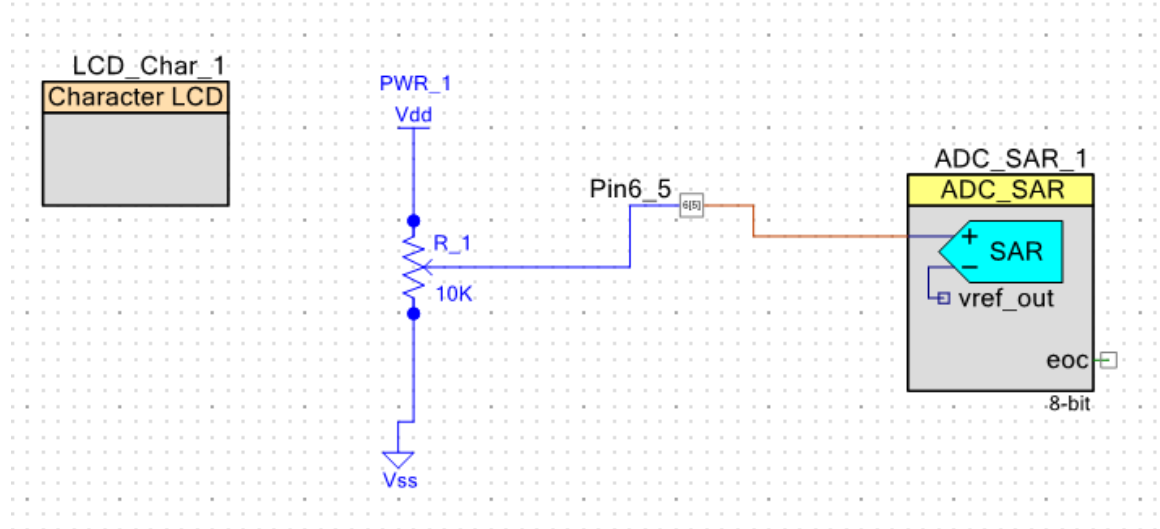 LCD_Char_1
Character LCD
PWR_1
Vdd
R_1
10K
Vss
Pin6_5
6[5]
ADC_SAR_1
ADC_SAR
+
SAR
−
vref_out
eoc
8-bit